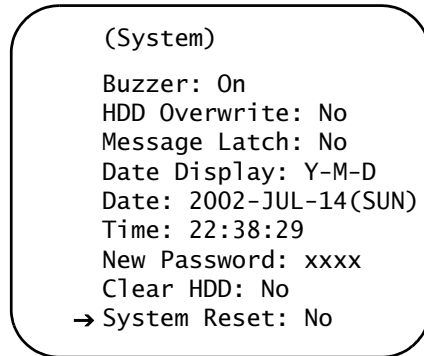 (System)
Buzzer: On
HDD Overwrite: No
Message Latch: No
Date Display: Y-M-D
Date: 2002-JUL-14(SUN)
Time: 22:38:29
New Password: xxxx
Clear HDD: No
→ System Reset: No